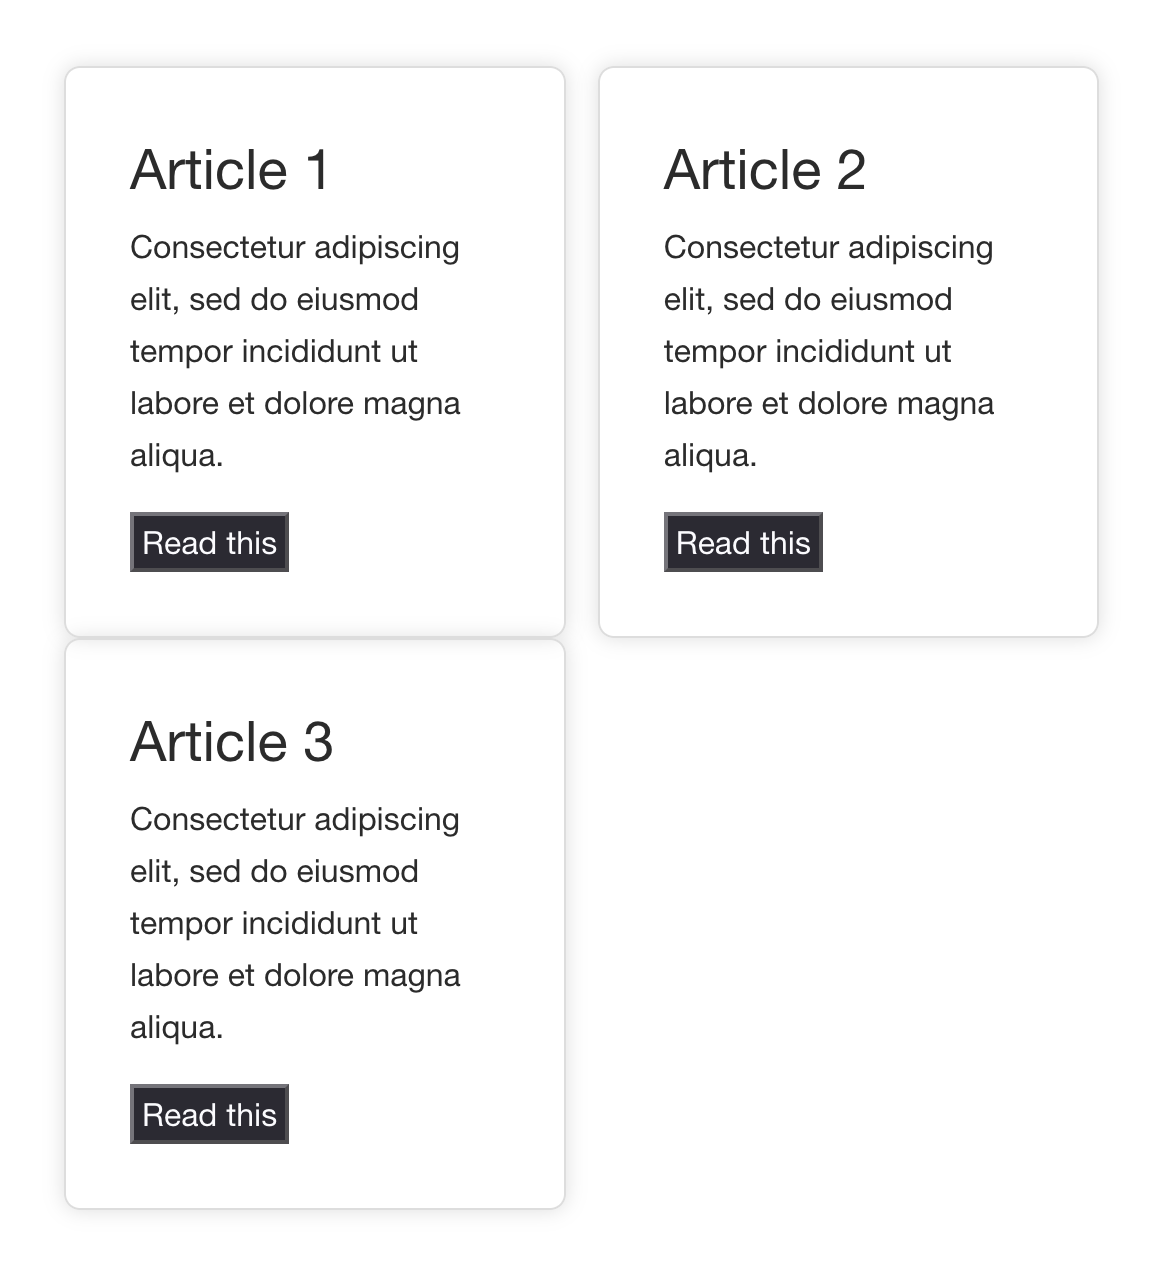 Article 1
Consectetur adipiscing
elit, sed do eiusmod
tempor incididunt ut
labore et dolore magna
aliqua.
Read this
Article 2
Consectetur adipiscing
elit, sed do eiusmod
tempor incididunt ut
labore et dolore magna
aliqua.
Read this
Article 3
Consectetur adipiscing
elit, sed do eiusmod
tempor incididunt ut
labore et dolore magna
aliqua.
Read this